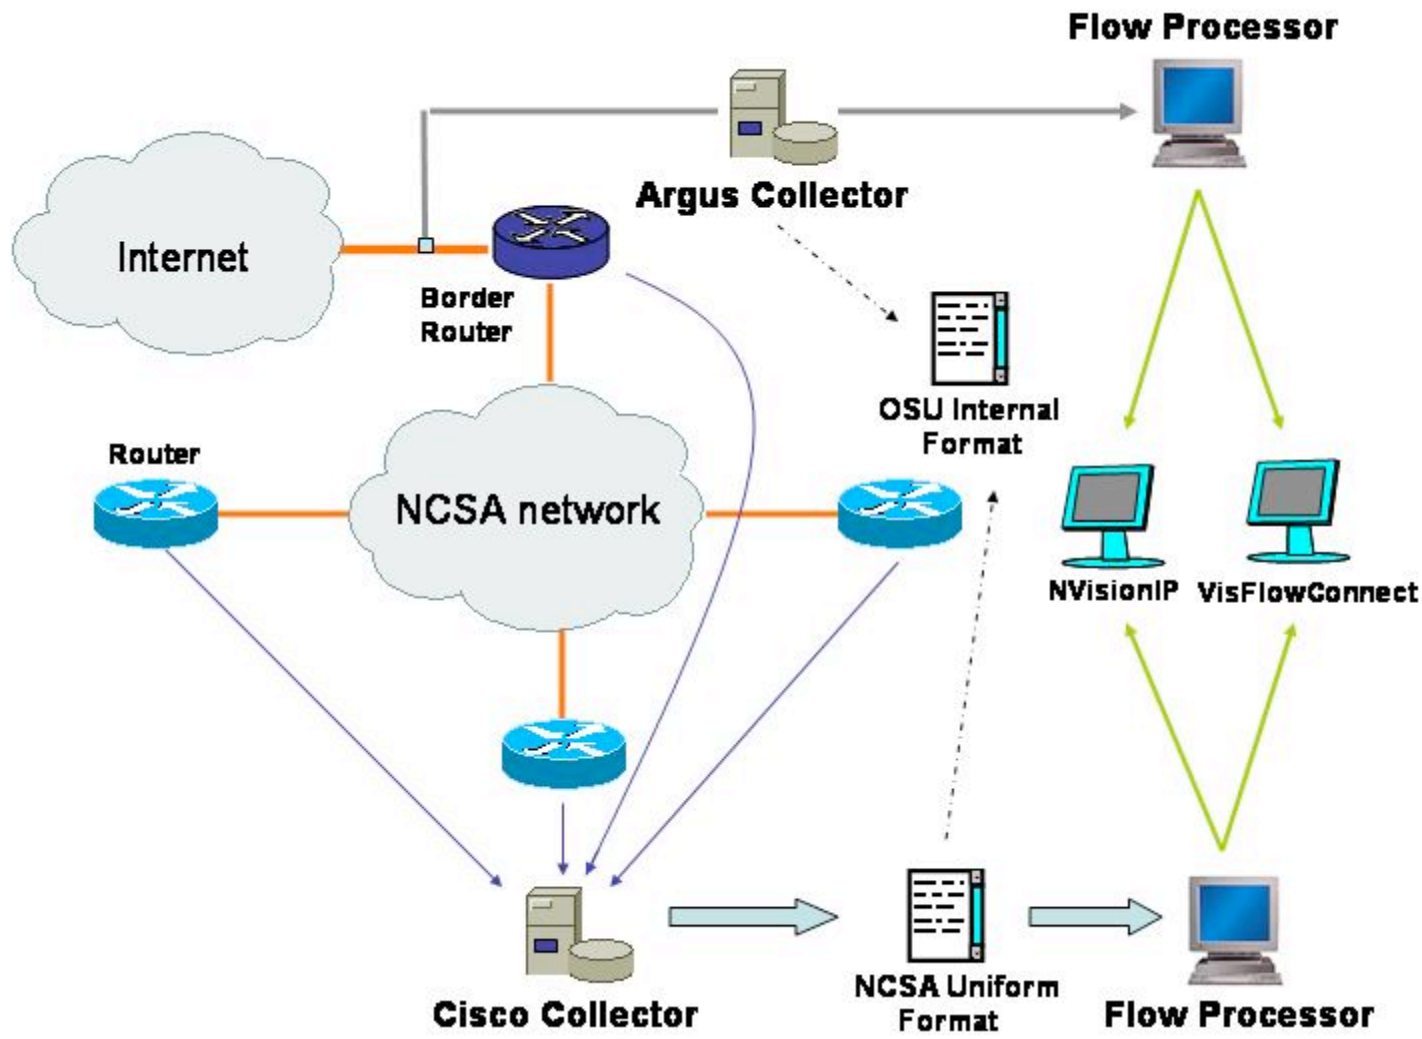 Flow Processor
Argus Collector
Internet
Border
Router
OSU Internal
Format
Router
NCSA network
NVisionIP
VisFlowConnect
NCSA Uniform
Format
Cisco Collector
Flow Processor